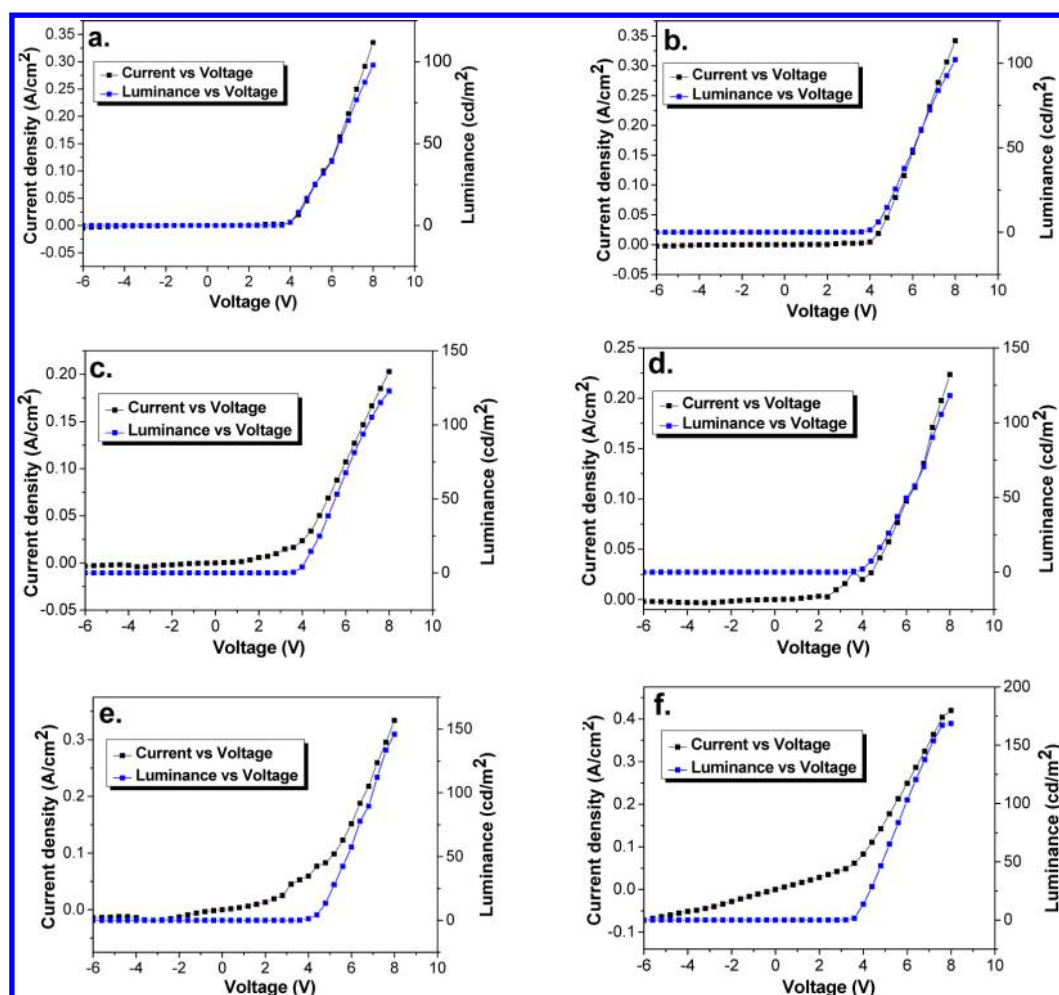 a.
Current vs Voltage
Luminance vs Voltage
Current density (A/cm²)
0.35
0.30
0.25
0.20
0.15
0.10
0.05
0.00
-0.05
100
50
0
Luminance (cd/m²)
-6 -4 -2 0 2 4 6 8 10
Voltage (V)
b.
Current vs Voltage
Luminance vs Voltage
Current density (A/cm²)
0.35
0.30
0.25
0.20
0.15
0.10
0.05
0.00
-0.05
100
50
0
Luminance (cd/m²)
-6 -4 -2 0 2 4 6 8 10
Voltage (V)
c.
Current vs Voltage
Luminance vs Voltage
Current density (A/cm²)
0.20
0.15
0.10
0.05
0.00
-0.05
150
100
50
0
Luminance (cd/m²)
-6 -4 -2 0 2 4 6 8 10
Voltage (V)
d.
Current vs Voltage
Luminance vs Voltage
Current density (A/cm²)
0.25
0.20
0.15
0.10
0.05
0.00
150
100
50
0
Luminance (cd/m²)
-6 -4 -2 0 2 4 6 8 10
Voltage (V)
e.
Current vs Voltage
Luminance vs Voltage
Current density (A/cm²)
0.3
0.2
0.1
0.0
150
100
50
0
Luminance (cd/m²)
-6 -4 -2 0 2 4 6 8 10
Voltage (V)
f.
Current vs Voltage
Luminance vs Voltage
Current density (A/cm²)
0.4
0.3
0.2
0.1
0.0
-0.1
200
150
100
50
0
Luminance (cd/m²)
-6 -4 -2 0 2 4 6 8 10
Voltage (V)